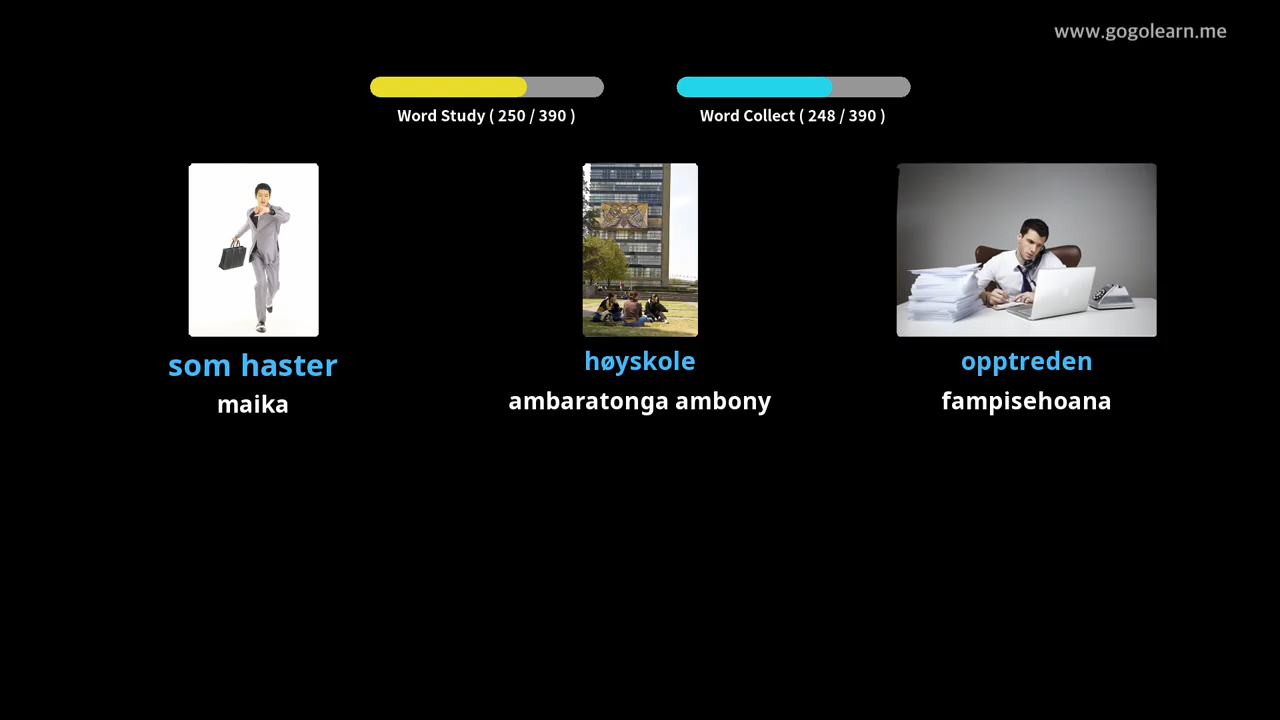 www.gogolearn.me
Word Study ( 250 / 390 )
Word Collect ( 248 / 390 )
som haster
maika
høyskole
ambaratonga ambony
opptreden
fampisehoana